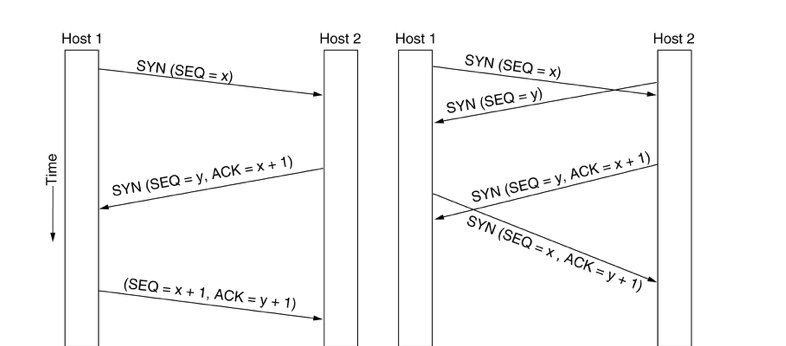 Host 1
Host 2
SYN (SEQ = x)
SYN (SEQ = y, ACK = x + 1)
(SEQ = x + 1, ACK = y + 1)
Time
Host 1
Host 2
SYN (SEQ = x)
SYN (SEQ = y)
SYN (SEQ = y, ACK = x + 1)
SYN (SEQ = x , ACK = y + 1)